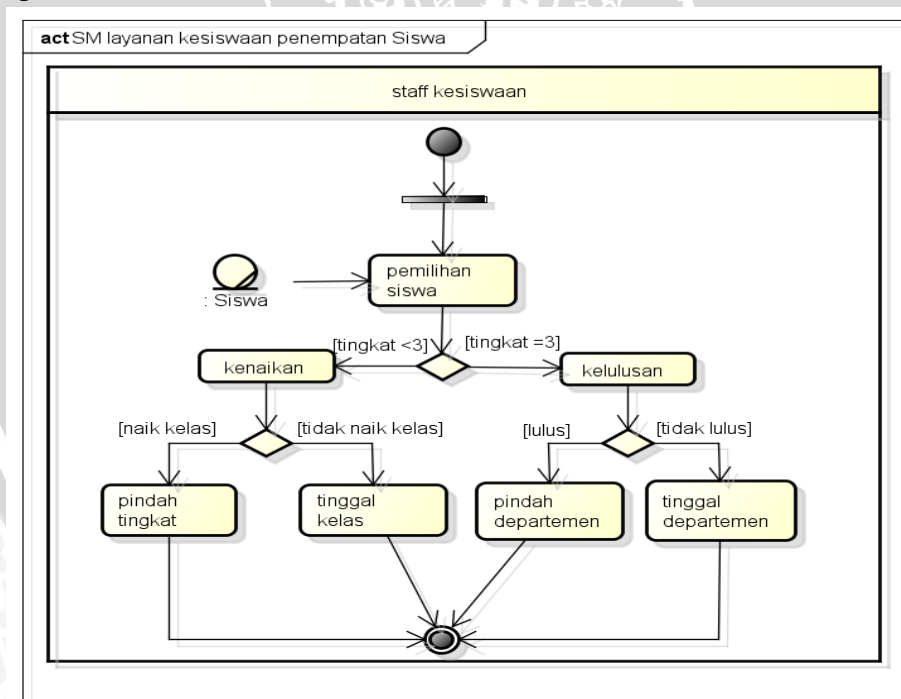 act SM layanan kesiswaan penempatan Siswa
staff kesiswaan
pemilihan
siswa
: Siswa
[tingkat <3]
[tingkat =3]
kenaikan
kelulusan
[naik kelas]
[tidak naik kelas]
[lulus]
[tidak lulus]
pindah
tingkat
tinggal
kelas
pindah
departemen
tinggal
departemen